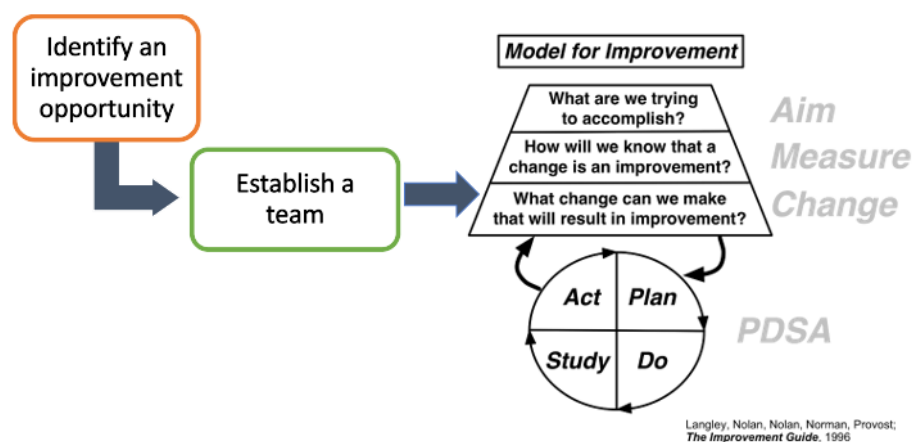 Identify an
improvement
opportunity
Establish a
team
Model for Improvement
What are we trying
to accomplish?
How will we know that a
change is an improvement?
What change can we make
that will result in improvement?
Aim
Measure
Change
Act
Plan
Study
Do
PDSA
Langley, Nolan, Nolan, Norman, Provost;
The Improvement Guide, 1996